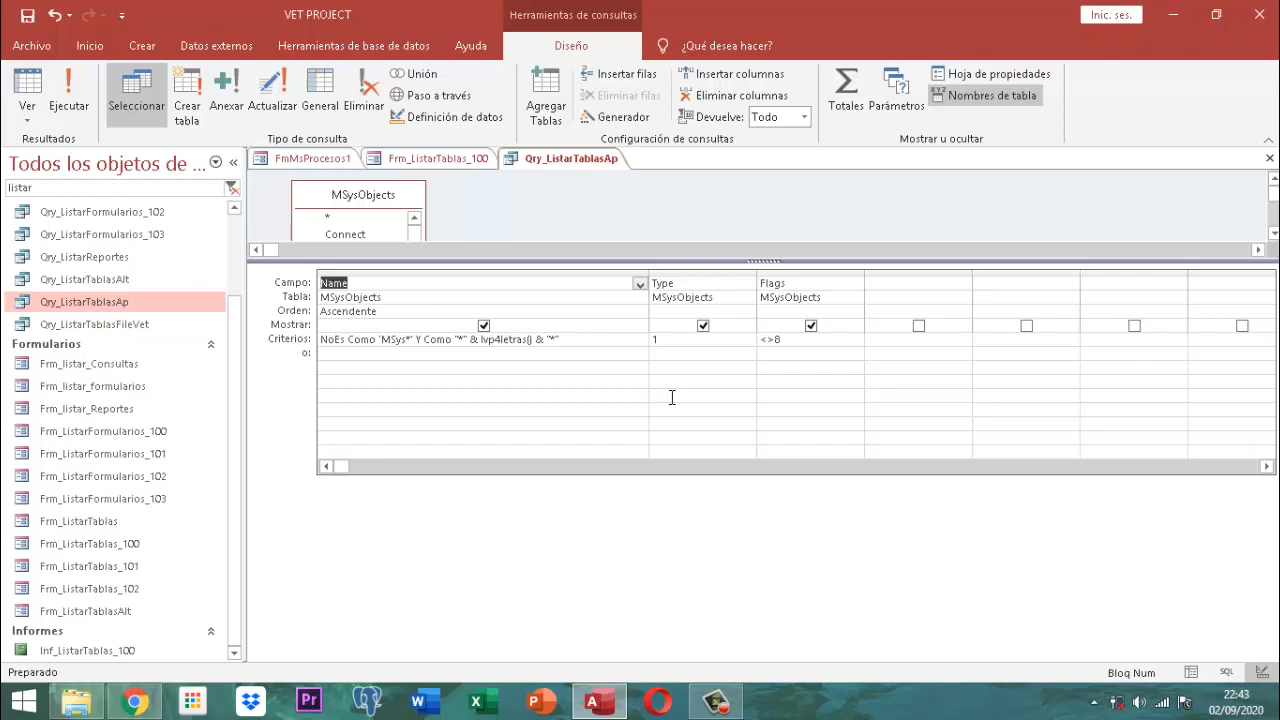 VET PROJECT
Herramientas de consultas
Inic. ses.
Archivo
Inicio
Crear
Datos externos
Herramientas de base de datos
Ayuda
Diseño
¿Qué desea hacer?
Ver
Ejecutar
Resultados
Seleccionar
Crear tabla
Anexar
Actualizar
General
Eliminar
Unión
Paso a través
Definición de datos
Tipo de consulta
Agregar Tablas
Insertar filas
Eliminar filas
Generador
Insertar columnas
Eliminar columnas
Devuelve: Todo
Configuración de consultas
Totales
Parámetros
Hoja de propiedades
XYZ Nombres de tabla
Mostrar u ocultar
Todos los objetos de ...
listar
Qry_ListarFormularios_102
Qry_ListarFormularios_103
Qry_ListarReportes
Qry_ListarTablasAlt
Qry_ListarTablasAp
Qry_ListarTablasFileVet
Formularios
Frm_listar_Consultas
Frm_listar_formularios
Frm_listar_Reportes
Frm_ListarFormularios_100
Frm_ListarFormularios_101
Frm_ListarFormularios_102
Frm_ListarFormularios_103
Frm_ListarTablas
Frm_ListarTablas_100
Frm_ListarTablas_101
Frm_ListarTablas_102
Frm_ListarTablasAlt
Informes
Inf_ListarTablas_100
FmMsProcesos1
Frm_ListarTablas_100
Qry_ListarTablasAp
MSysObjects
*
Connect
Campo: Name Type Flags
Tabla: MSysObjects MSysObjects MSysObjects
Orden: Ascendente
Mostrar:
Criterios: NoEs Como "MSys*" Y Como "*" & lvp4letras() & "*" 1 <>8
o:
Preparado
Bloq Num
SQL
Pr
22:43
02/09/2020